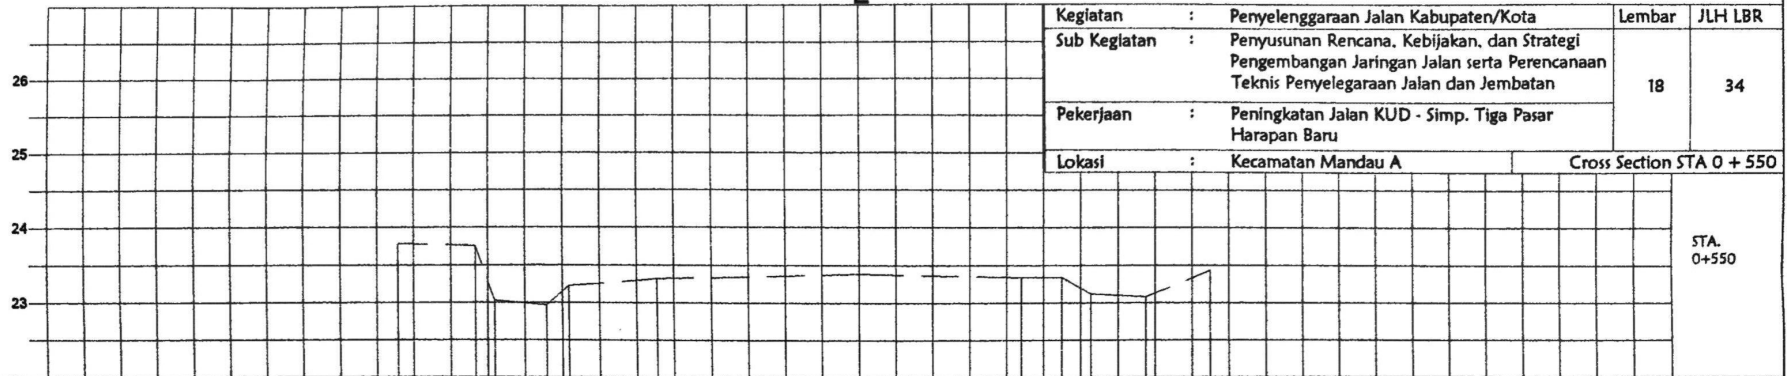 Kegiatan : Penyelenggaraan Jalan Kabupaten/Kota Lembar JLH LBR
Sub Kegiatan : Penyusunan Rencana, Kebijakan, dan Strategi
Pengembangan Jaringan Jalan serta Perencanaan
Teknis Penyelegaraan Jalan dan Jembatan 18 34
Pekerjaan : Peningkatan Jalan KUD - Simp. Tiga Pasar
Harapan Baru
Lokasi : Kecamatan Mandau A Cross Section STA 0 + 550
26
25
24
23
STA.
0+550